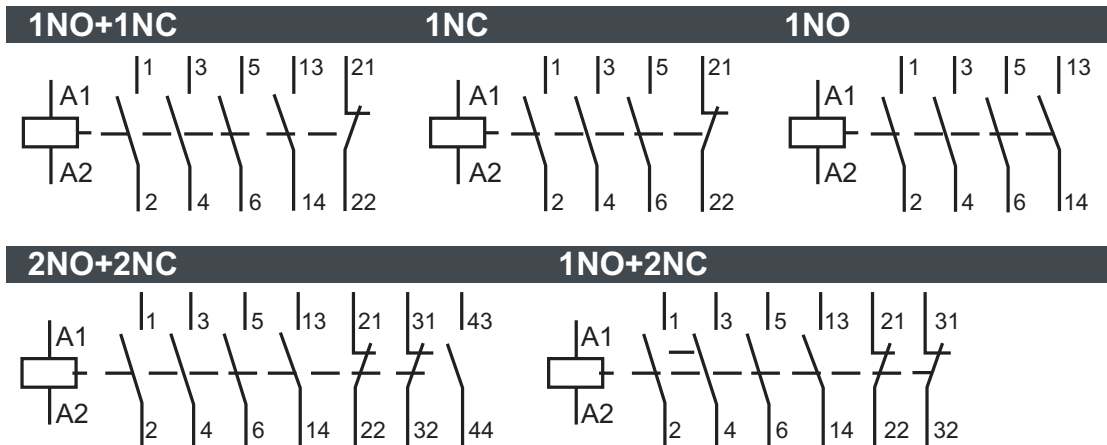 1NO+1NC 1NC 1NO
1 3 5 13 21 1 3 5 21 1 3 5 13
A1 A1 A1
A2 A2 A2
2 4 6 14 22 2 4 6 22 2 4 6 14
2NO+2NC 1NO+2NC
1 3 5 13 21 31 43 1 3 5 13 21 31
A1 A1
A2 A2
2 4 6 14 22 32 44 2 4 6 14 22 32